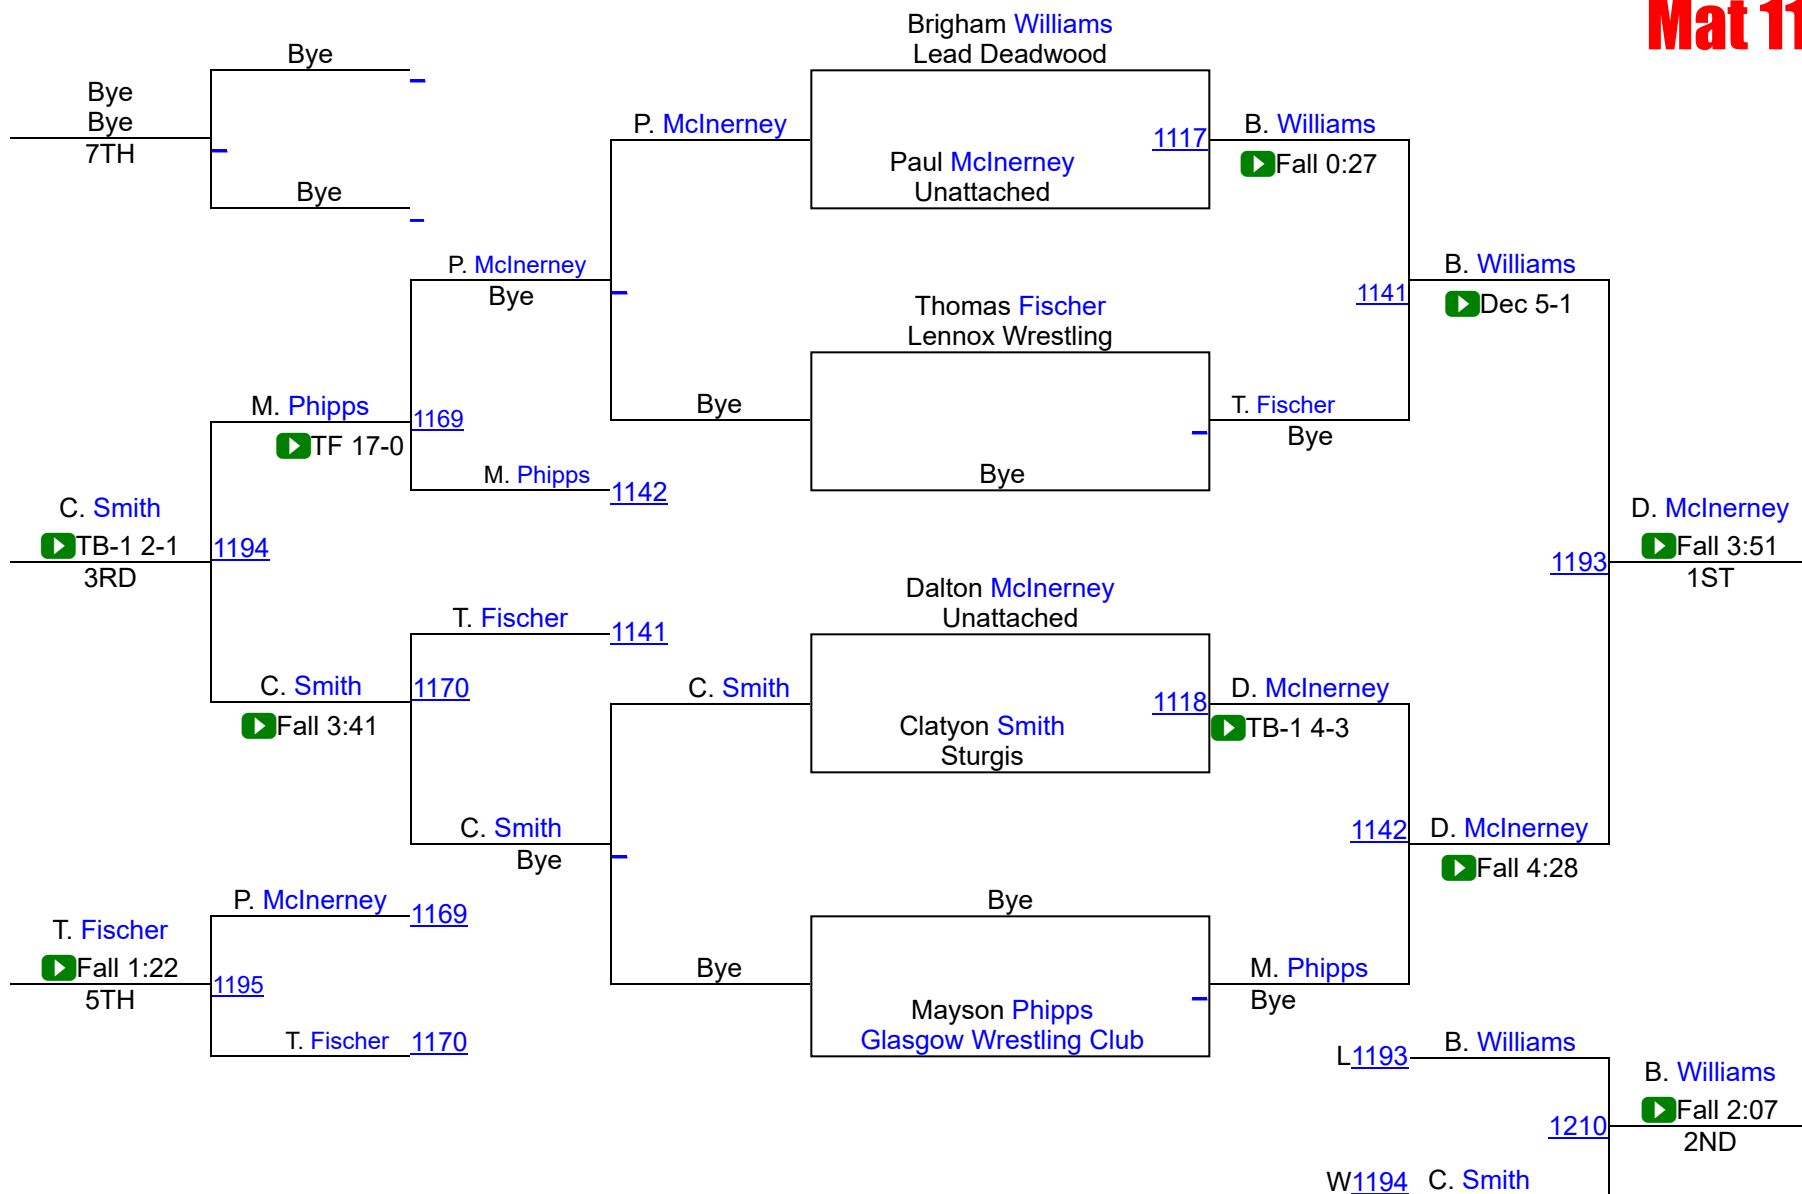 Mat 11
Brigham Williams
Lead Deadwood
Bye
Bye
Bye
7TH
Bye
P. McInerney
1117
Paul McInerney
Unattached
B. Williams
Fall 0:27
P. McInerney
Bye
B. Williams
1141
Dec 5-1
Thomas Fischer
Lennox Wrestling
M. Phipps
1169
TF 17-0
Bye
T. Fischer
Bye
M. Phipps
1142
Bye
C. Smith
TB-1 2-1
3RD
1194
D. McInerney
Fall 3:51
1ST
1193
Dalton McInerney
Unattached
T. Fischer
1141
C. Smith
1170
Fall 3:41
C. Smith
1118
Clatyon Smith
Sturgis
D. McInerney
TB-1 4-3
C. Smith
Bye
1142
D. McInerney
Fall 4:28
P. McInerney
1169
Bye
T. Fischer
Fall 1:22
5TH
1195
Bye
M. Phipps
Bye
Mayson Phipps
Glasgow Wrestling Club
T. Fischer
1170
L1193
B. Williams
B. Williams
Fall 2:07
2ND
1210
W1194
C. Smith